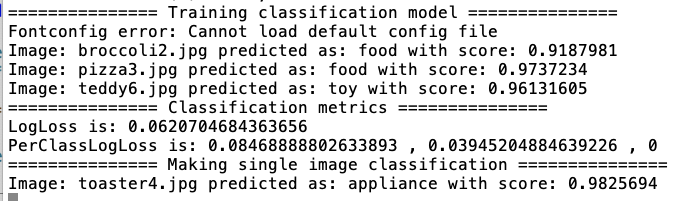 =============== Training classification model ===============
Fontconfig error: Cannot load default config file
Image: broccoli2.jpg predicted as: food with score: 0.9187981
Image: pizza3.jpg predicted as: food with score: 0.9737234
Image: teddy6.jpg predicted as: toy with score: 0.96131605
=============== Classification metrics ===============
LogLoss is: 0.0620704684363656
PerClassLogLoss is: 0.08468888802633893 , 0.03945204884639226 , 0
=============== Making single image classification ===============
Image: toaster4.jpg predicted as: appliance with score: 0.9825694